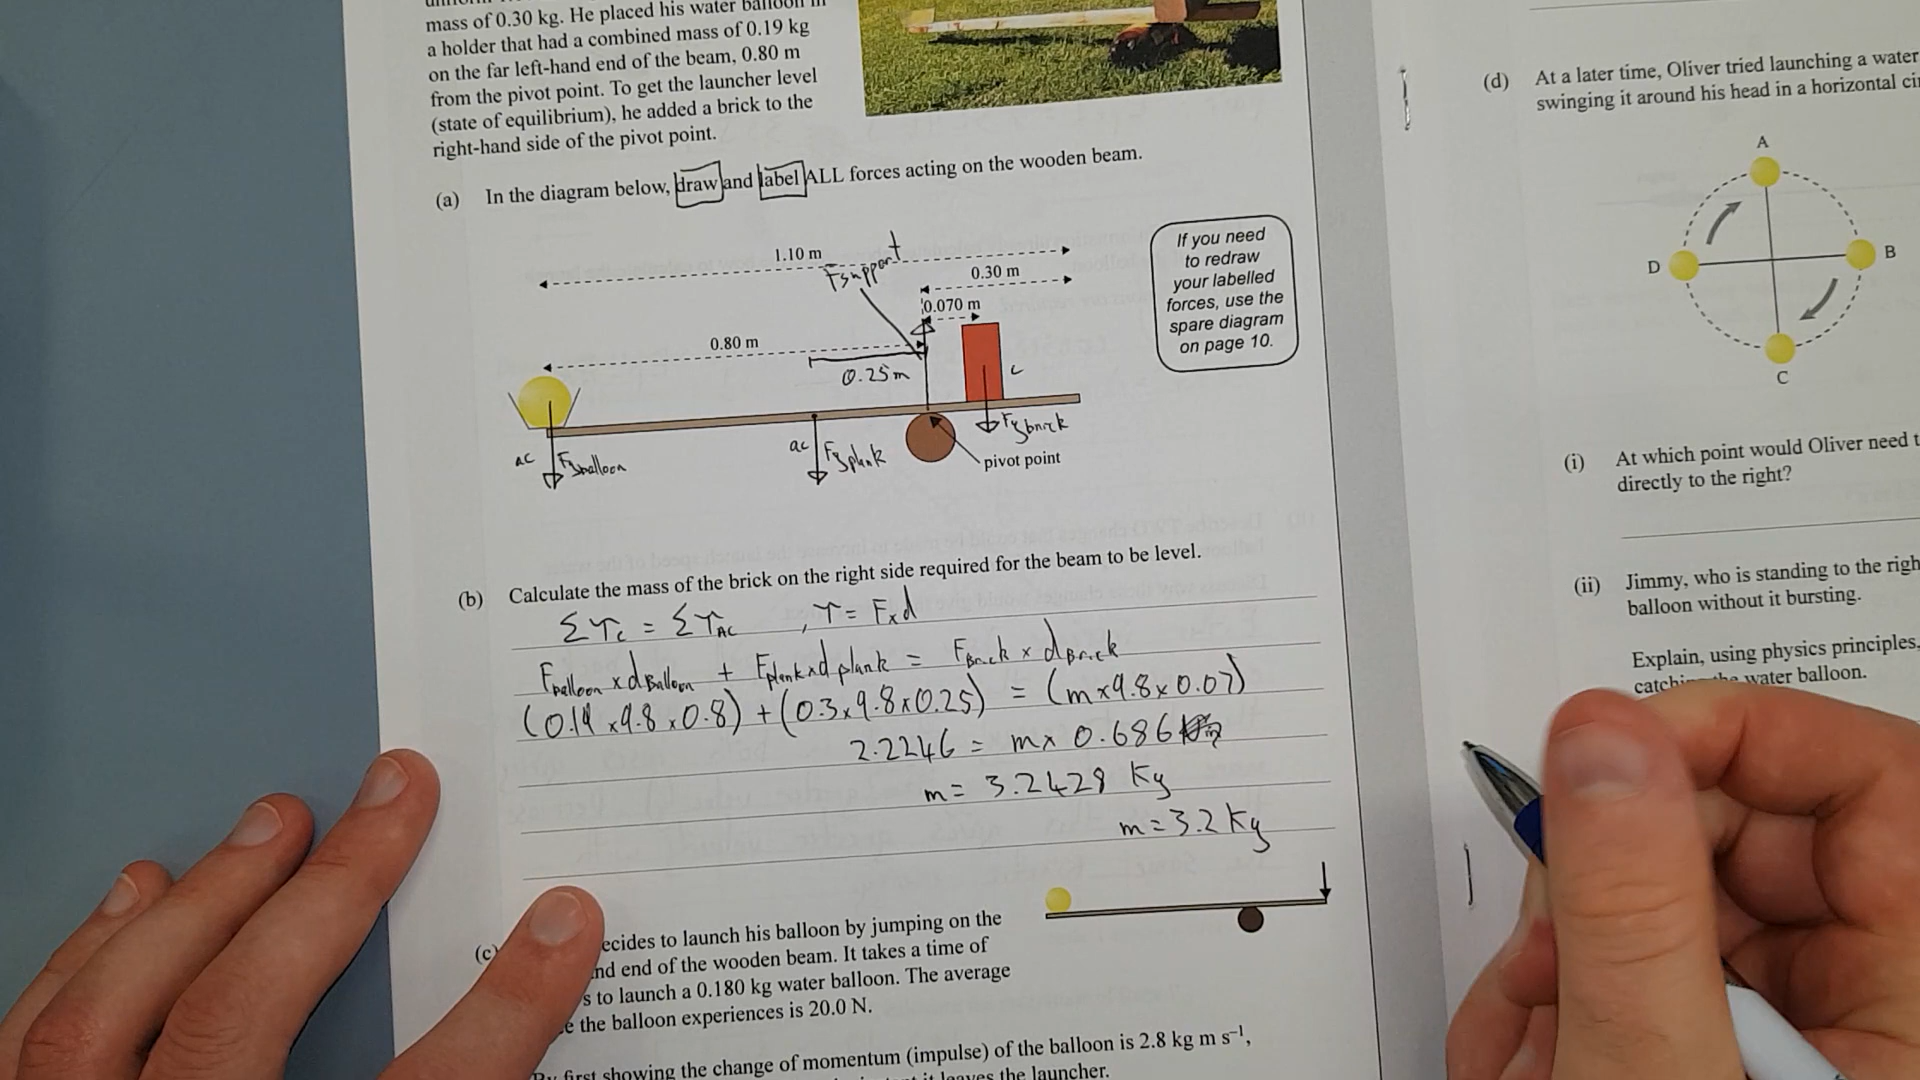 mass of 0.30 kg. He placed his water balloon in
a holder that had a combined mass of 0.19 kg
on the far left-hand end of the beam, 0.80 m
from the pivot point. To get the launcher level
(state of equilibrium), he added a brick to the
right-hand side of the pivot point.
(a) In the diagram below, draw and label ALL forces acting on the wooden beam.
1.10 m
Fsupport
0.30 m
0.070 m
0.80 m
0.25m
C
AC Fgballoon
AC Fgplank
Fgbrick
pivot point
If you need
to redraw
your labelled
forces, use the
spare diagram
on page 10.
(b) Calculate the mass of the brick on the right side required for the beam to be level.
Στc = ΣτAC , τ = F x d
Fballoon x dBalloon + Fplank x dplank = FBrick x dBrick
(0.19 x 9.8 x 0.8) + (0.3 x 9.8 x 0.25) = (m x 9.8 x 0.07)
2.2246 = m x 0.686
m = 3.2428 Kg
m = 3.2 Kg
(c) ecides to launch his balloon by jumping on the
nd end of the wooden beam. It takes a time of
s to launch a 0.180 kg water balloon. The average
e the balloon experiences is 20.0 N.
By first showing the change of momentum (impulse) of the balloon is 2.8 kg m s⁻¹,
it leaves the launcher.
(d) At a later time, Oliver tried launching a water
swinging it around his head in a horizontal cir
A
B
D
C
(i) At which point would Oliver need t
directly to the right?
(ii) Jimmy, who is standing to the righ
balloon without it bursting.
Explain, using physics principles,
catching the water balloon.